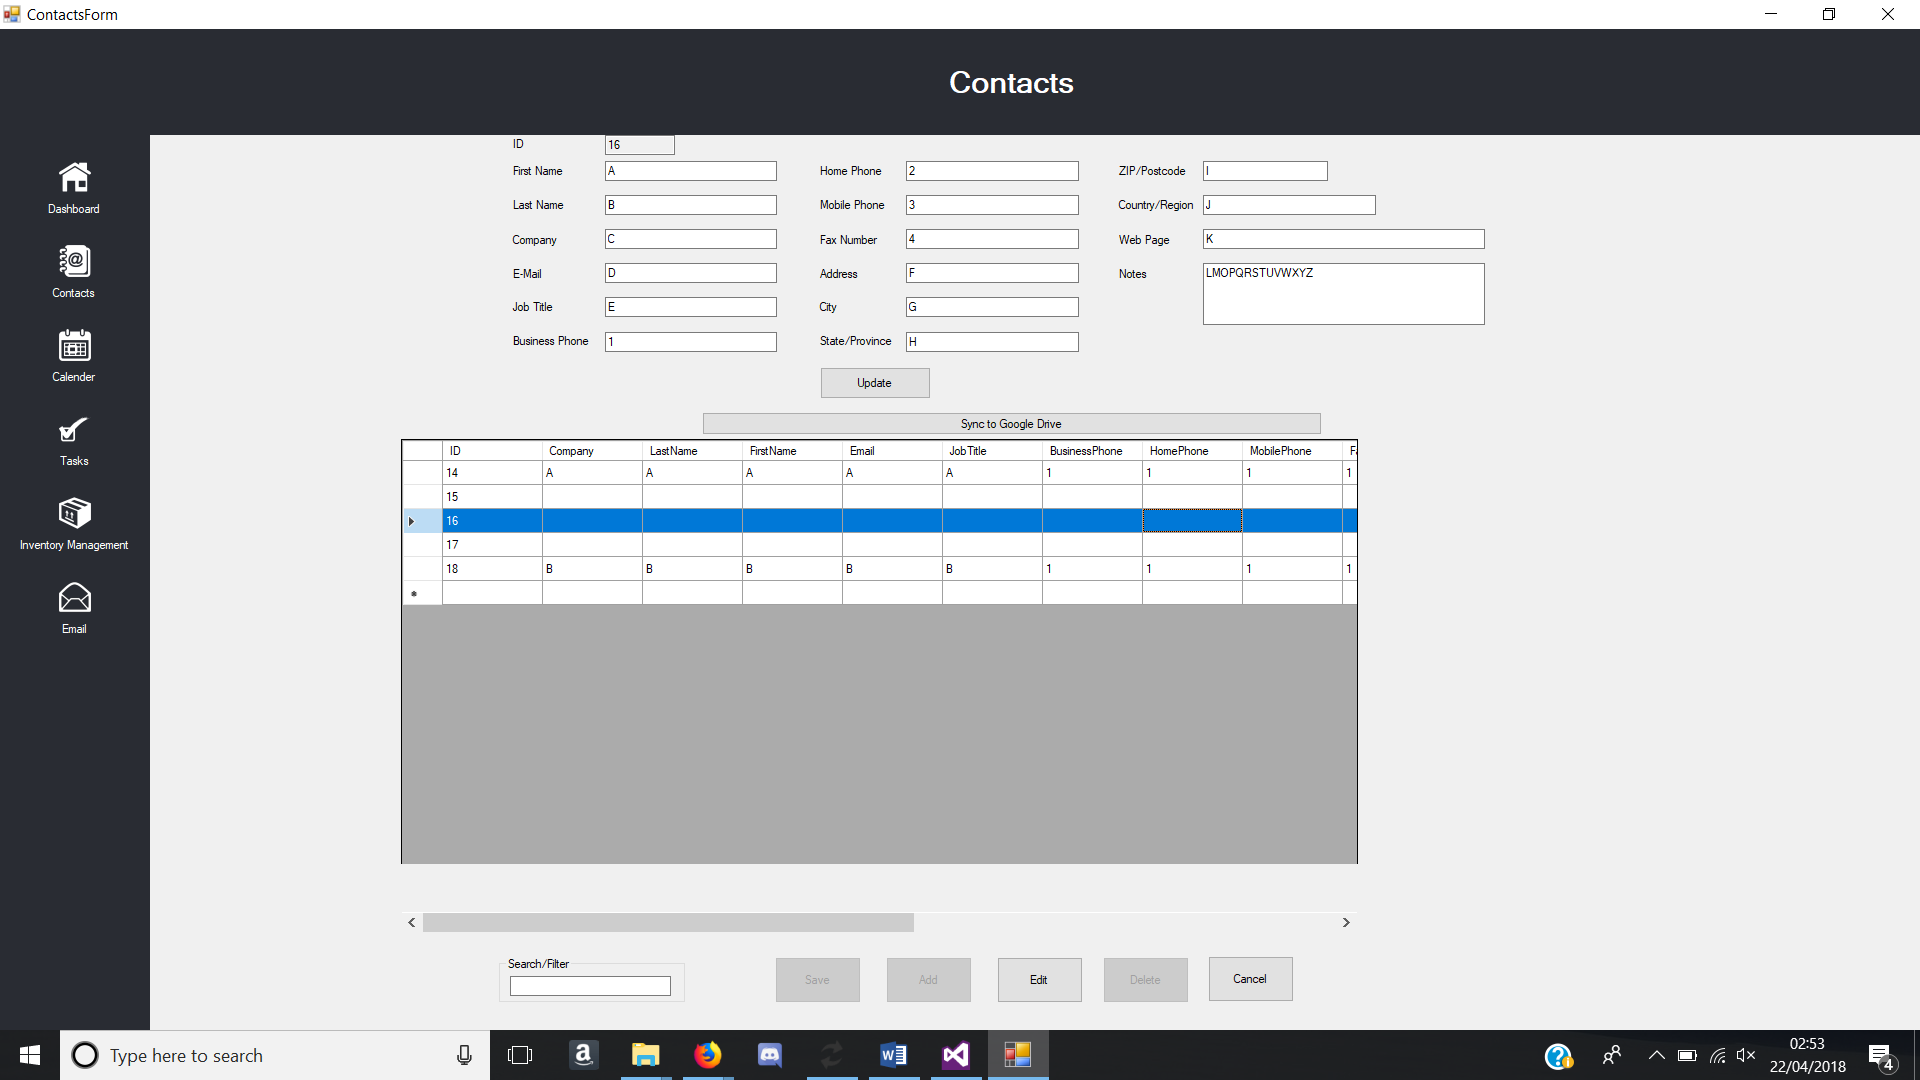 ContactsForm
Contacts
Dashboard
Contacts
Calender
Tasks
Inventory Management
Email
ID 16
First Name A Home Phone 2 ZIP/Postcode I
Last Name B Mobile Phone 3 Country/Region J
Company C Fax Number 4 Web Page K
E-Mail D Address F Notes LMOPQRSTUVWXYZ
Job Title E City G
Business Phone 1 State/Province H
Update
Sync to Google Drive
ID Company LastName FirstName Email JobTitle BusinessPhone HomePhone MobilePhone
14 A A A A A 1 1 1 1
15
16
17
18 B B B B B 1 1 1 1
Search/Filter
Save Add Edit Delete Cancel
Type here to search
02:53
22/04/2018
4